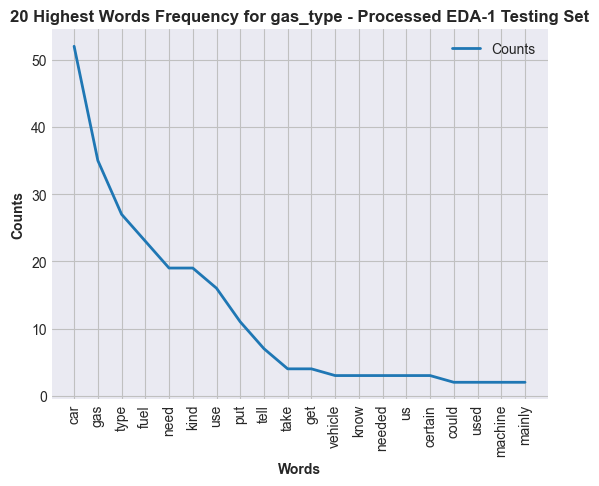 20 Highest Words Frequency for gas_type - Processed EDA-1 Testing Set
Counts
50
40
30
20
10
0
Counts
car
gas
type
fuel
need
kind
use
put
tell
take
get
vehicle
know
needed
us
certain
could
used
machine
mainly
Words